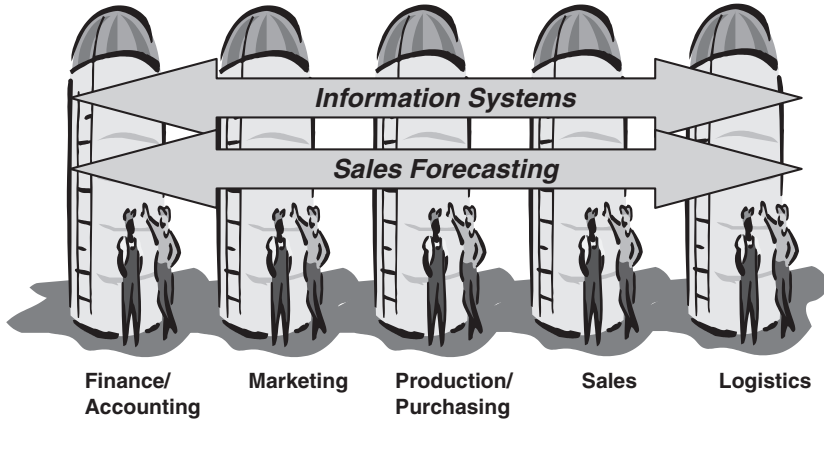 Information Systems
Sales Forecasting
Finance/
Accounting
Marketing
Production/
Purchasing
Sales
Logistics